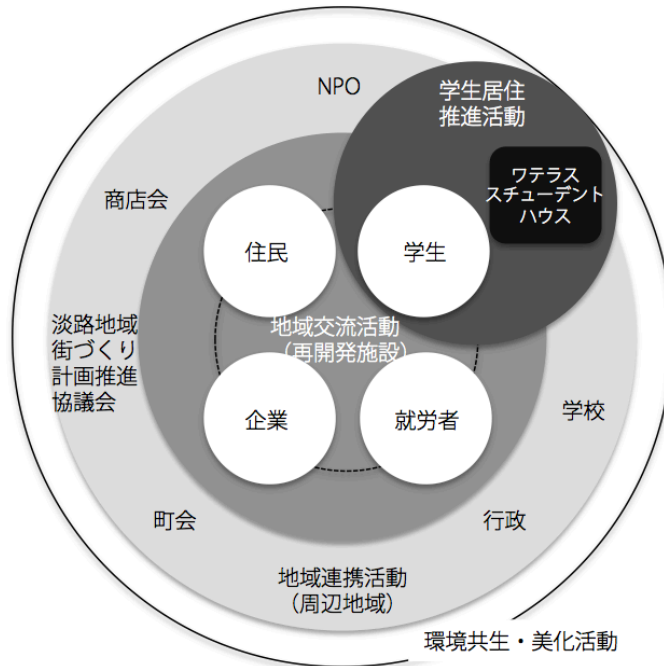 NPO
学生居住
推進活動
ワテラス
スチューデント
ハウス
商店会
住民
学生
淡路地域
街づくり
計画推進
協議会
地域交流活動
（再開発施設）
企業
就労者
学校
町会
行政
地域連携活動
（周辺地域）
環境共生・美化活動